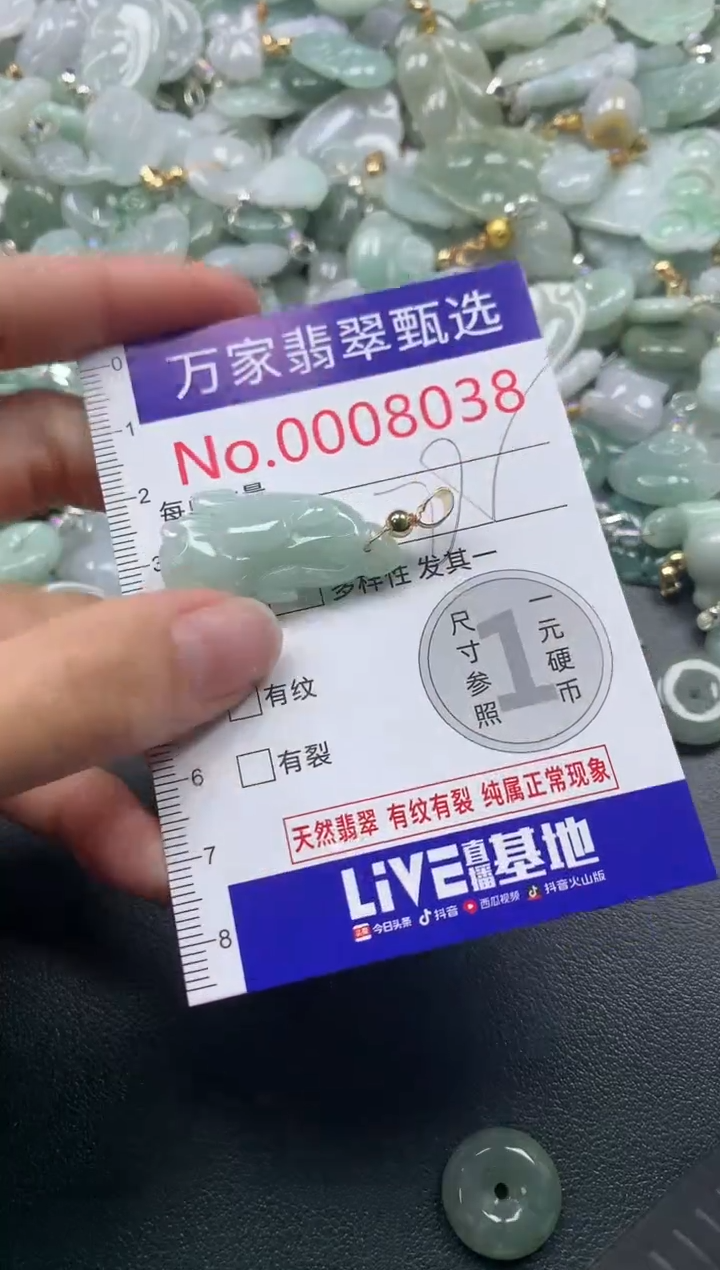 万家翡翠甄选
No.0008038
0
1
2
每
3
多样性 发其一
有纹
有裂
尺寸参照
1
一元硬币
6
天然翡翠 有纹有裂 纯属正常现象
7
LiVE直播基地
8
头条 今日头条 抖音 西瓜视频 抖音火山版